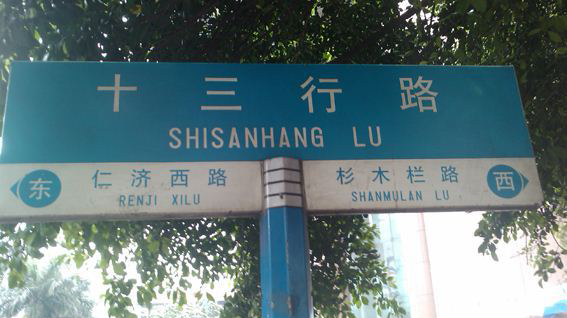 十三行路
SHISANHANG LU
东 仁济西路
RENJI XILU
杉木栏路 西
SHANMULAN LU